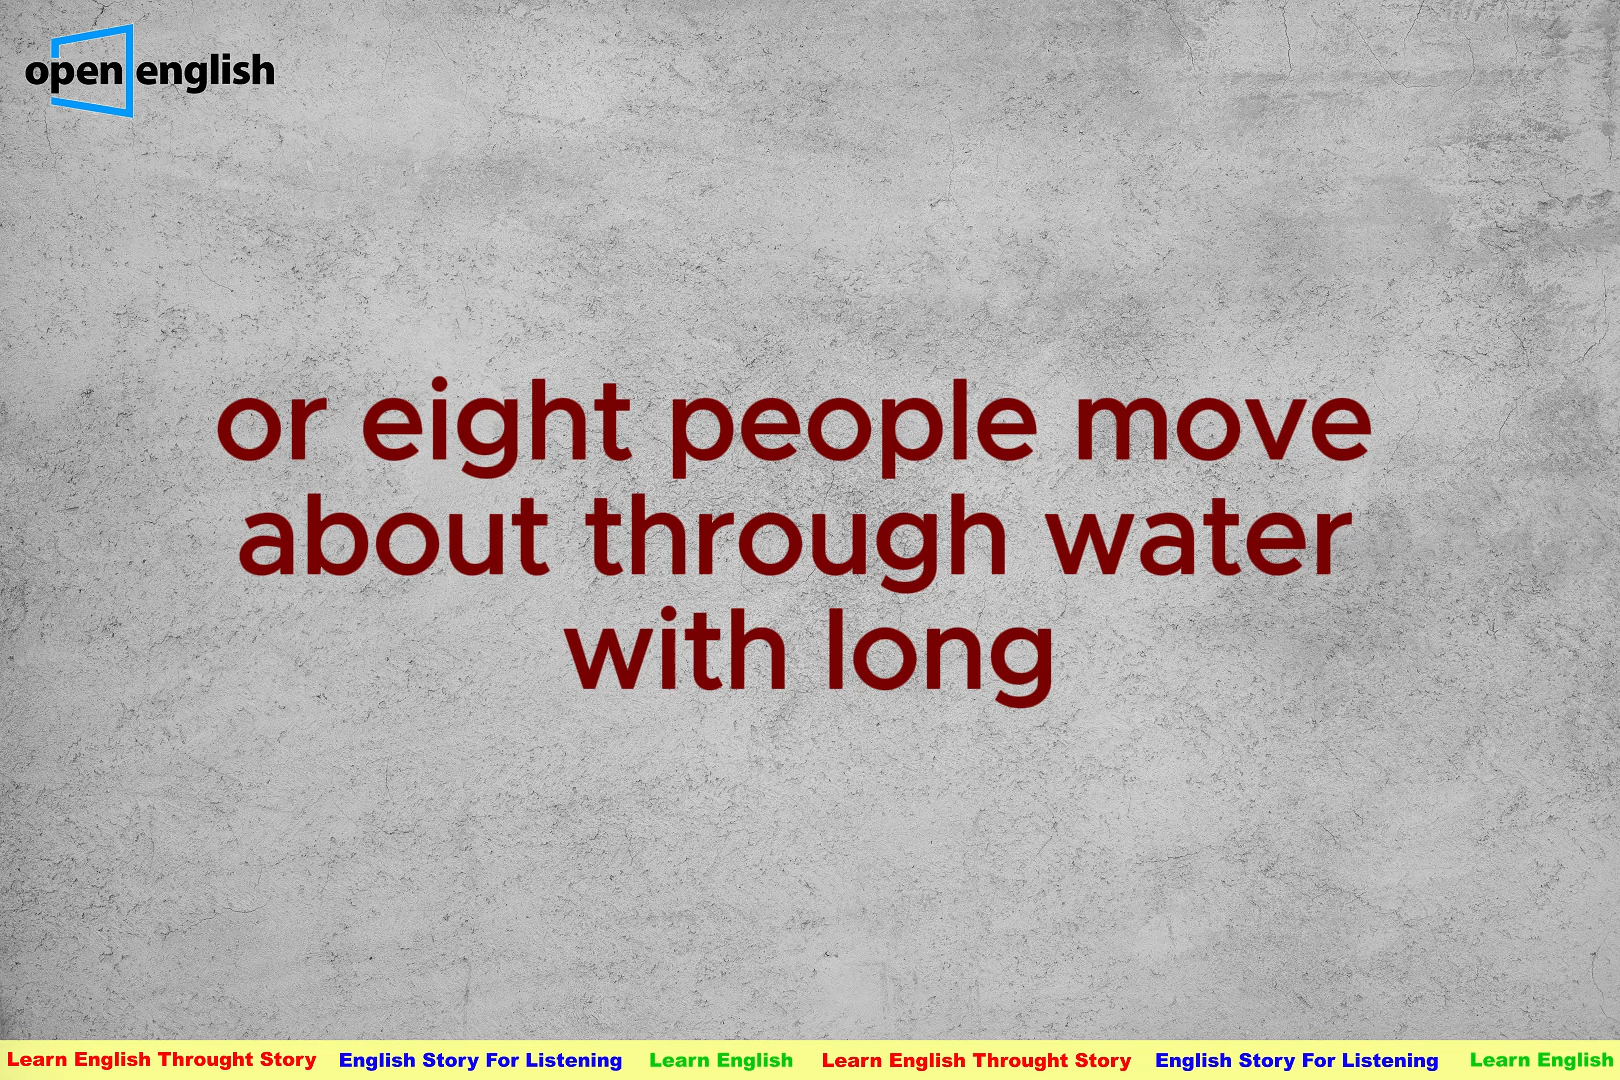 open english
or eight people move
about through water
with long
Learn English Throught Story English Story For Listening Learn English Learn English Throught Story English Story For Listening Learn English